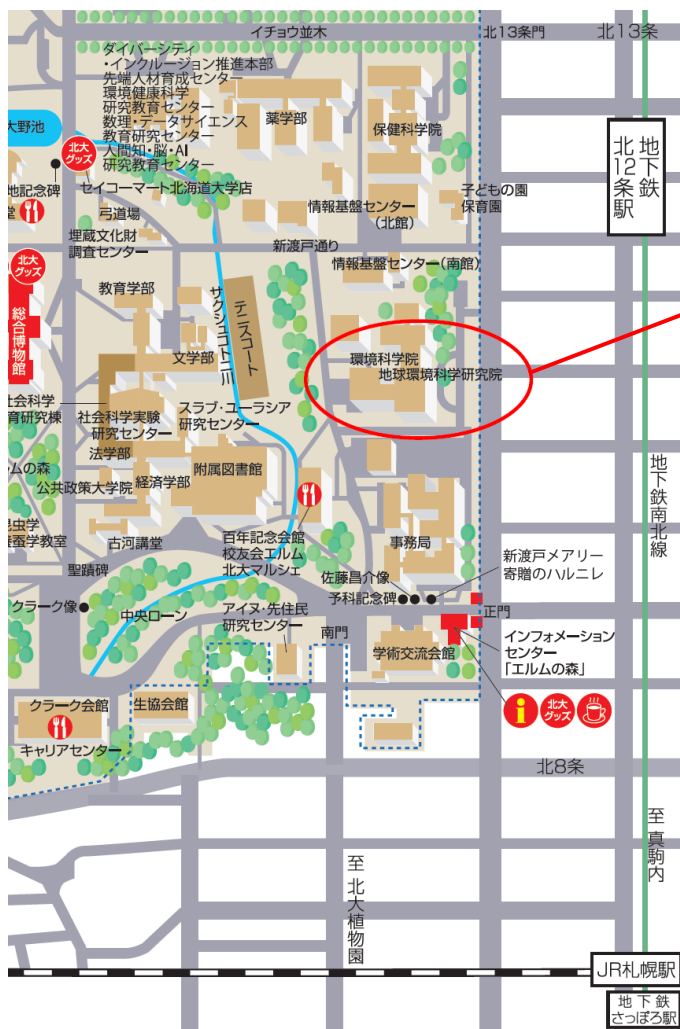 イチョウ並木
北13条門
北13条
ダイバーシティ
・インクルージョン推進本部
先端人材育成センター
環境健康科学
研究教育センター
数理・データサイエンス
教育研究センター
人間知・脳・AI
研究教育センター
薬学部
保健科学院
地下鉄
北12条駅
大野池
北大
グッズ
セイコーマート北海道大学店
地記念碑
堂
弓道場
埋蔵文化財
調査センター
情報基盤センター
(北館)
子どもの園
保育園
新渡戸通り
情報基盤センター(南館)
北大
グッズ
総合博物館
教育学部
サクシュコトニ川
テニスコート
文学部
環境科学院
地球環境科学研究院
社会科学
育研究棟
社会科学実験
研究センター
スラブ・ユーラシア
研究センター
法学部
ルムの森
公共政策大学院
経済学部
附属図書館
地下鉄南北線
昆虫学
養蚕学教室
古河講堂
百年記念会館
校友会エルム
北大マルシェ
事務局
新渡戸メアリー
寄贈のハルニレ
聖蹟碑
佐藤昌介像
予科記念碑
クラーク像
中央ローン
アイヌ・先住民
研究センター
南門
正門
学術交流会館
インフォメーション
センター
「エルムの森」
i
北大
グッズ
クラーク会館
生協会館
キャリアセンター
北8条
至 真駒内
至 北大植物園
JR札幌駅
地下鉄
さっぽろ駅